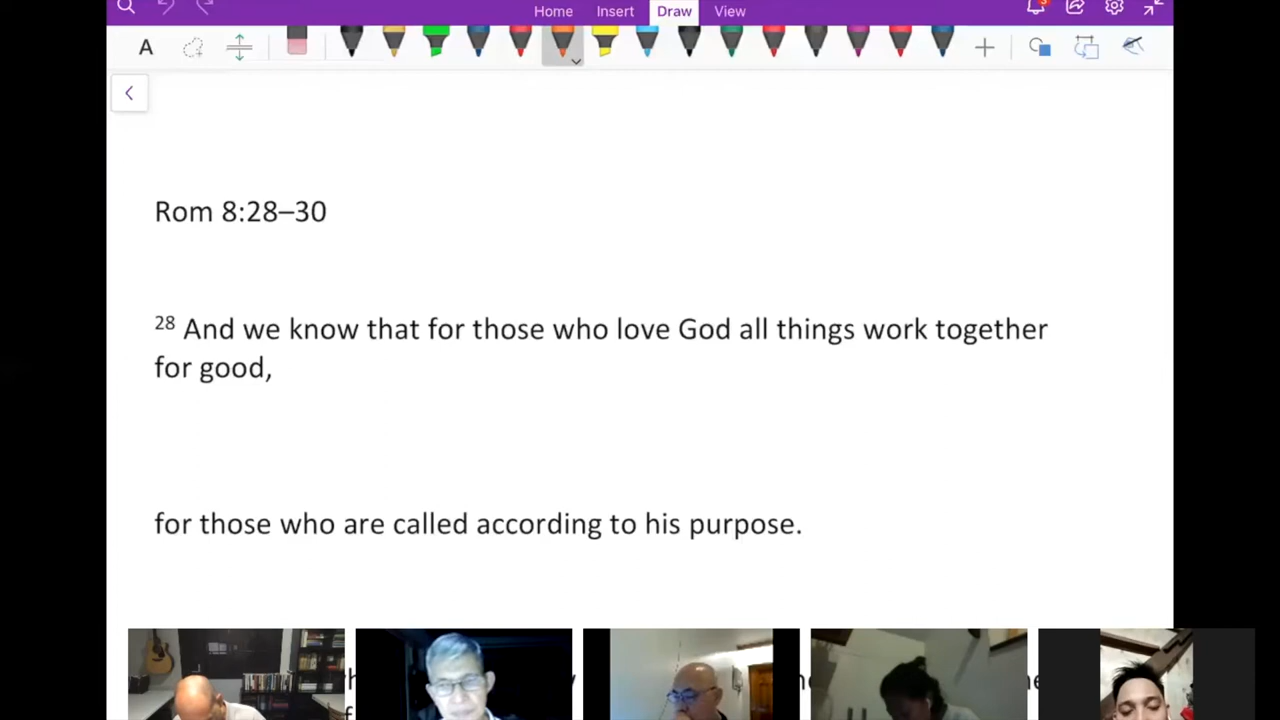 Home Insert Draw View
A
Rom 8:28–30
28 And we know that for those who love God all things work together
for good,
for those who are called according to his purpose.